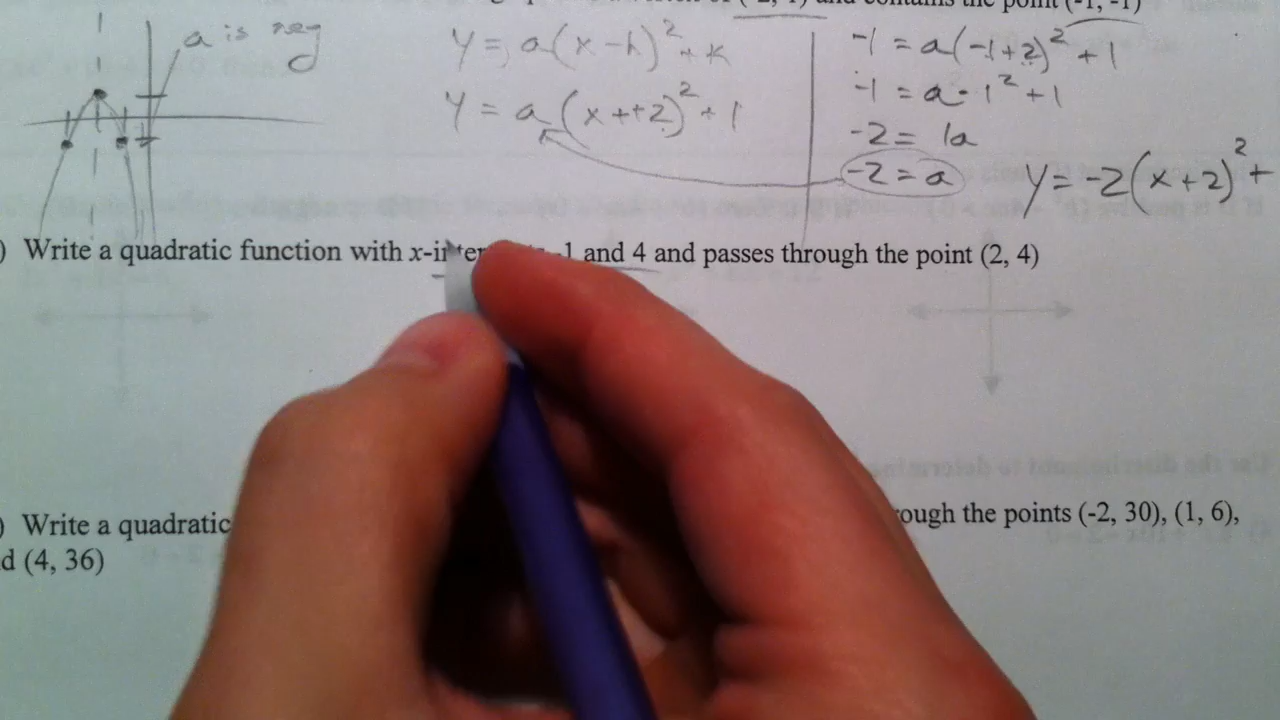 and contains the point (-1, -1)
a is neg
y = a(x-h)² + k
y = a(x++2)² + 1
-1 = a(-1+2)² + 1
-1 = a · 1² + 1
-2 = 1a
-2 = a
y = -2(x+2)² +
) Write a quadratic function with x- -1 and 4 and passes through the point (2, 4)
) Write a quadratic through the points (-2, 30), (1, 6),
d (4, 36)